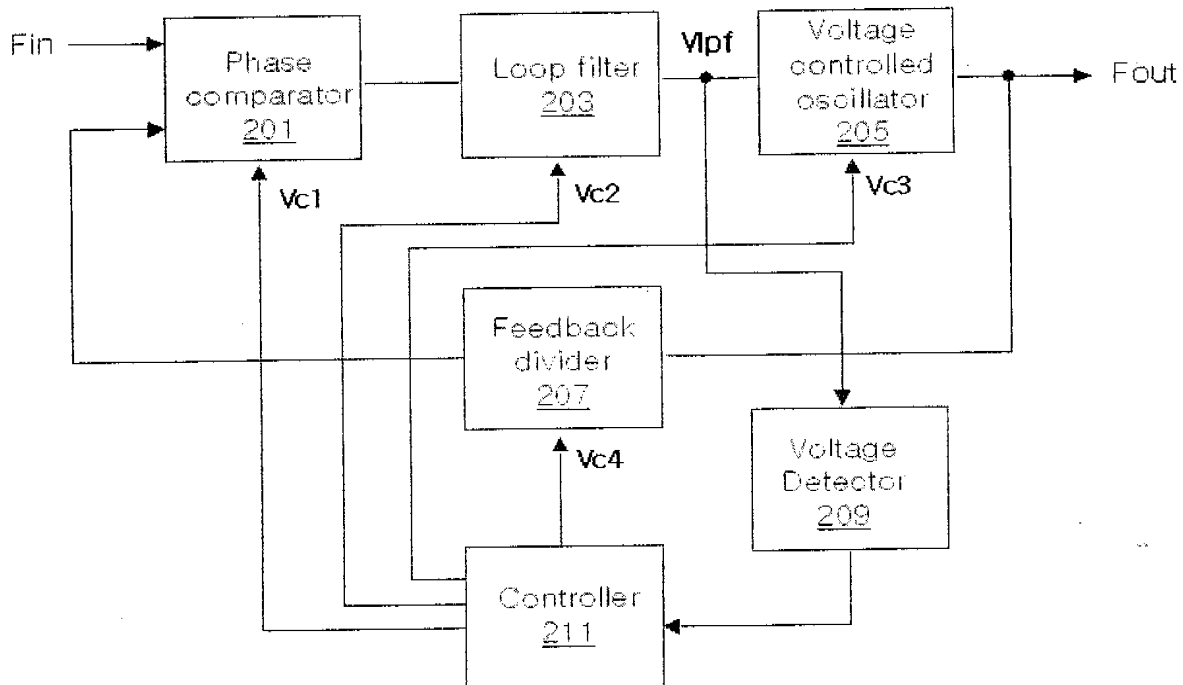 Fin
Phase
comparator
201
Loop filter
203
Vlpf
Voltage
controlled
oscillator
205
Fout
Vc1
Vc2
Vc3
Feedback
divider
207
Vc4
Voltage
Detector
209
Controller
211